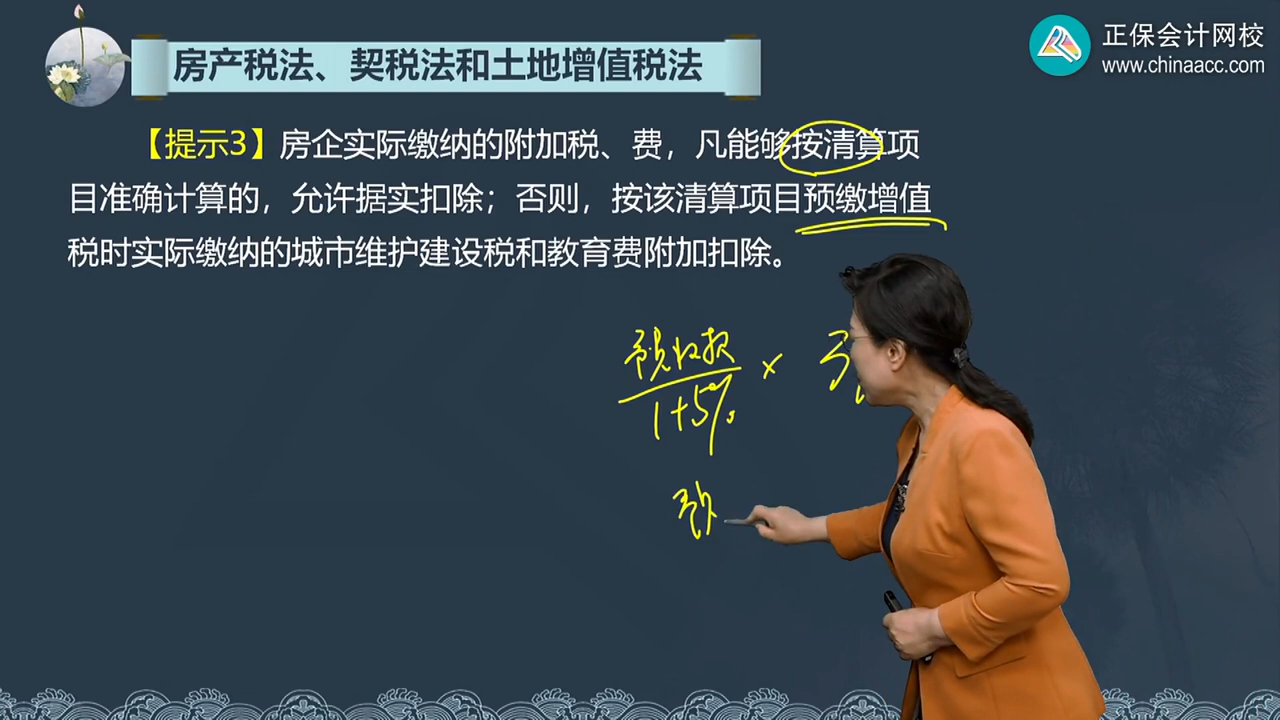 正保会计网校
www.chinaacc.com
房产税法、契税法和土地增值税法
【提示3】房企实际缴纳的附加税、费，凡能够按清算项
目准确计算的，允许据实扣除；否则，按该清算项目预缴增值
税时实际缴纳的城市维护建设税和教育费附加扣除。
预收款 × 3
1+5%